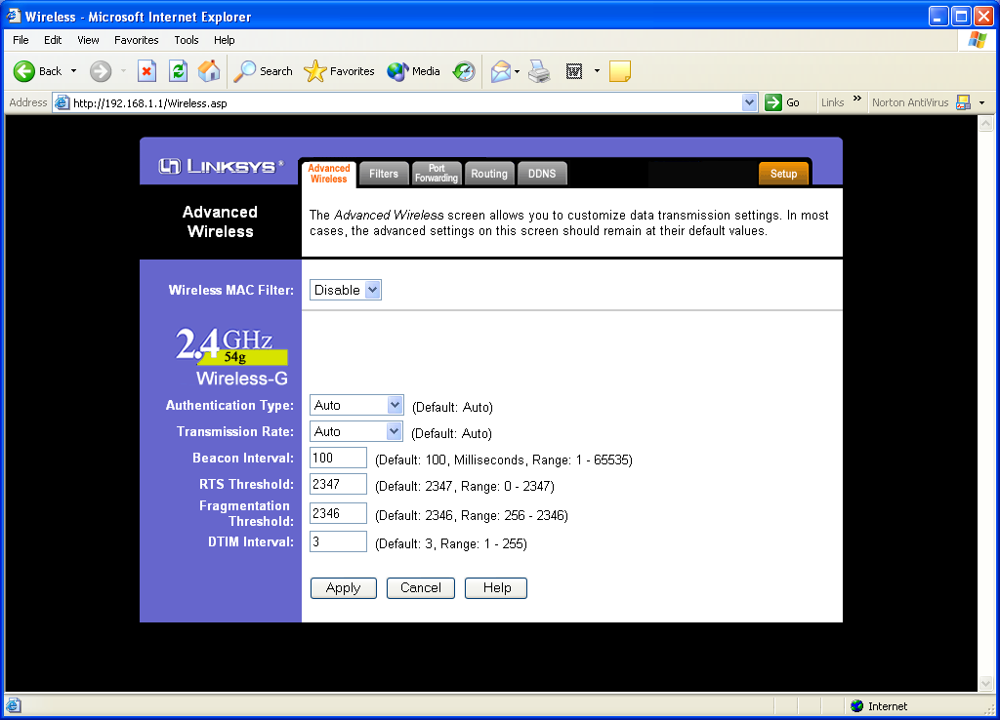 Wireless - Microsoft Internet Explorer
File Edit View Favorites Tools Help
Back Search Favorites Media
Address http://192.168.1.1/Wireless.asp Go Links » Norton AntiVirus
LINKSYS®
Advanced Wireless
Filters
Port Forwarding
Routing
DDNS
Setup
Advanced
Wireless
The Advanced Wireless screen allows you to customize data transmission settings. In most
cases, the advanced settings on this screen should remain at their default values.
Wireless MAC Filter: Disable
2.4GHz
54g
Wireless-G
Authentication Type: Auto (Default: Auto)
Transmission Rate: Auto (Default: Auto)
Beacon Interval: 100 (Default: 100, Milliseconds, Range: 1 - 65535)
RTS Threshold: 2347 (Default: 2347, Range: 0 - 2347)
Fragmentation
Threshold: 2346 (Default: 2346, Range: 256 - 2346)
DTIM Interval: 3 (Default: 3, Range: 1 - 255)
Apply Cancel Help
Internet